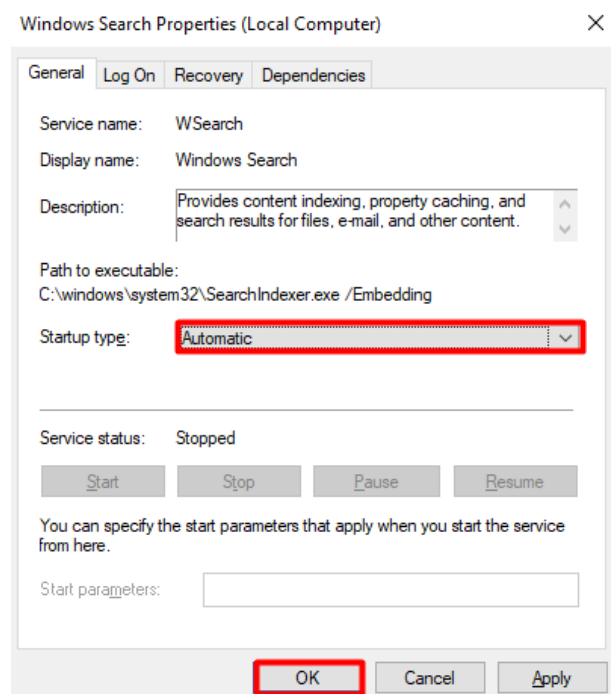 Windows Search Properties (Local Computer)
General Log On Recovery Dependencies
Service name: WSearch
Display name: Windows Search
Description: Provides content indexing, property caching, and
search results for files, e-mail, and other content.
Path to executable:
C:\windows\system32\SearchIndexer.exe /Embedding
Startup type: Automatic
Service status: Stopped
Start Stop Pause Resume
You can specify the start parameters that apply when you start the service
from here.
Start parameters:
OK Cancel Apply